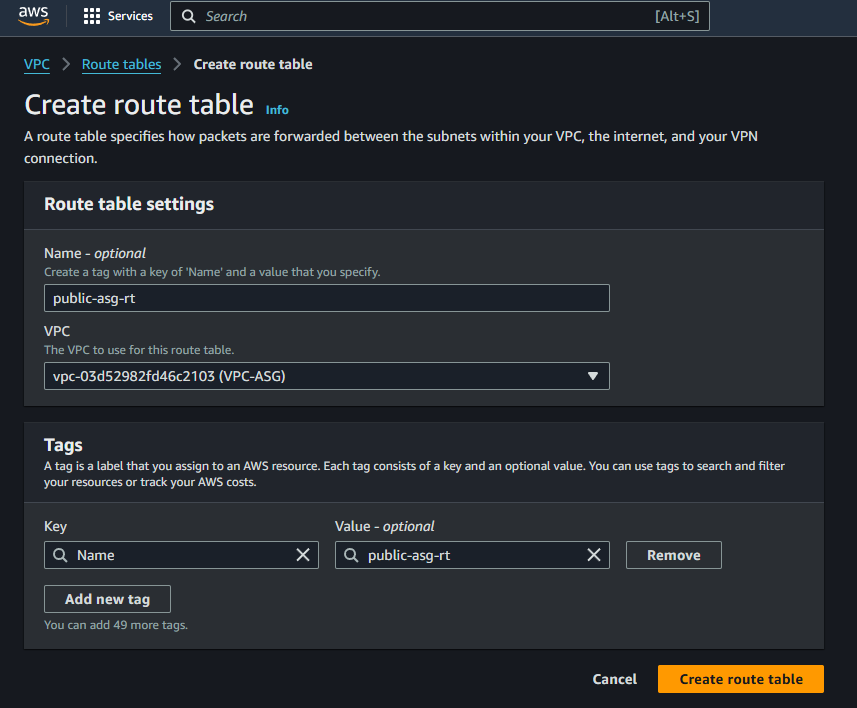 aws Services Search [Alt+S]
VPC > Route tables > Create route table
Create route table Info
A route table specifies how packets are forwarded between the subnets within your VPC, the internet, and your VPN
connection.
Route table settings
Name - optional
Create a tag with a key of 'Name' and a value that you specify.
public-asg-rt
VPC
The VPC to use for this route table.
vpc-03d52982fd46c2103 (VPC-ASG)
Tags
A tag is a label that you assign to an AWS resource. Each tag consists of a key and an optional value. You can use tags to search and filter
your resources or track your AWS costs.
Key Value - optional
Name public-asg-rt Remove
Add new tag
You can add 49 more tags.
Cancel Create route table